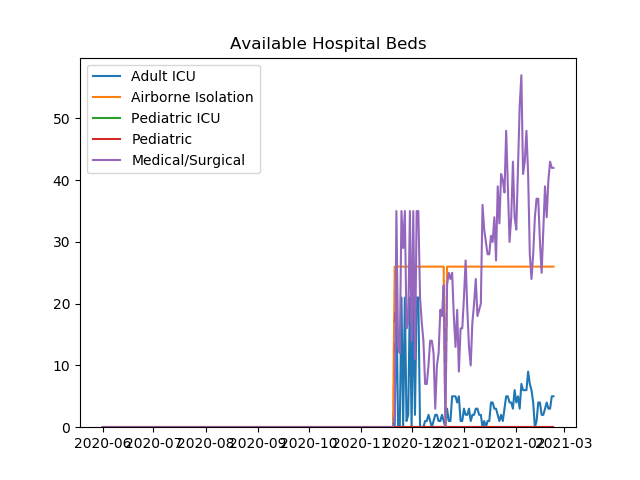 Available Hospital Beds
Adult ICU
Airborne Isolation
Pediatric ICU
Pediatric
Medical/Surgical
50
40
30
20
10
0
2020-06 2020-07 2020-08 2020-09 2020-10 2020-11 2020-12 2021-01 2021-02 2021-03